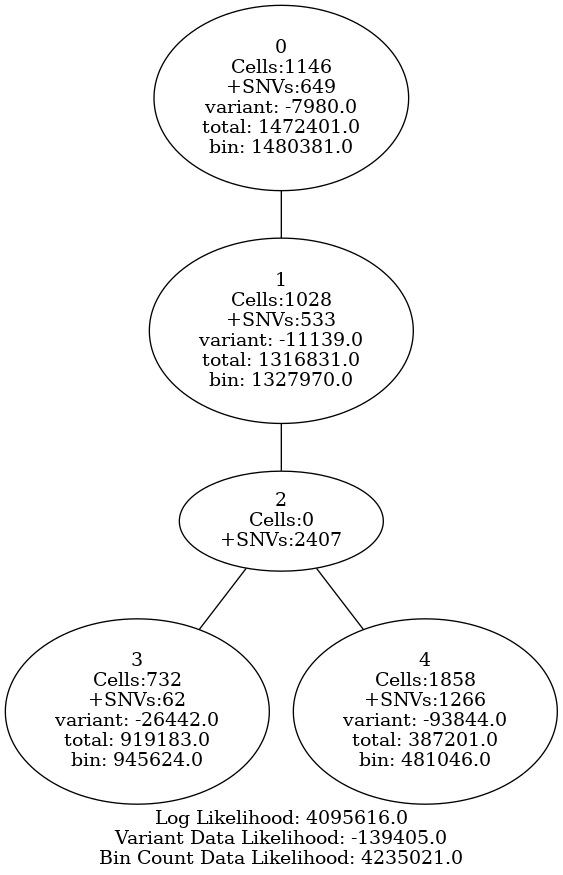 0
Cells:1146
+SNVs:649
variant: -7980.0
total: 1472401.0
bin: 1480381.0
1
Cells:1028
+SNVs:533
variant: -11139.0
total: 1316831.0
bin: 1327970.0
2
Cells:0
+SNVs:2407
3
Cells:732
+SNVs:62
variant: -26442.0
total: 919183.0
bin: 945624.0
4
Cells:1858
+SNVs:1266
variant: -93844.0
total: 387201.0
bin: 481046.0
Log Likelihood: 4095616.0
Variant Data Likelihood: -139405.0
Bin Count Data Likelihood: 4235021.0